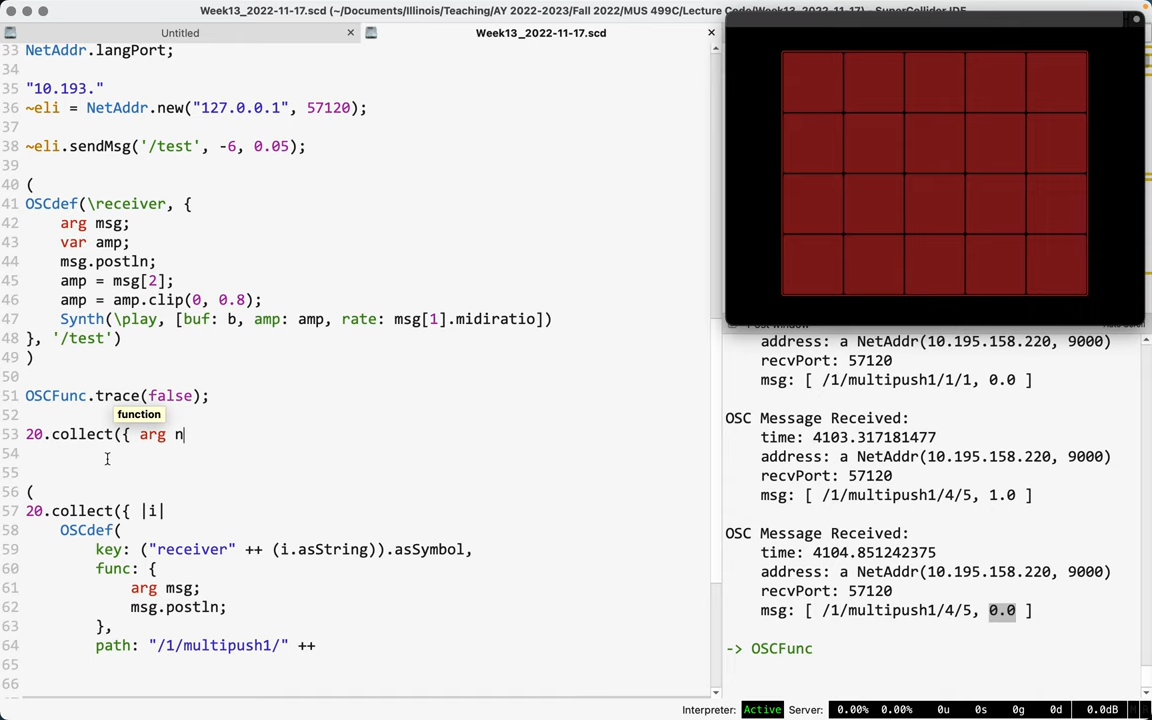 Week13_2022-11-17.scd (~/Documents/Illinois/Teaching/AY 2022-2023/Fall 2022/MUS 499C/Lecture Code/Week13_2022-11-17.scd) - SuperCollider IDE
Untitled
Week13_2022-11-17.scd
33 NetAddr.langPort;
34
35 "10.193."
36 ~eli = NetAddr.new("127.0.0.1", 57120);
37
38 ~eli.sendMsg('/test', -6, 0.05);
39
40 (
41 OSCdef(\receiver, {
42 arg msg;
43 var amp;
44 msg.postln;
45 amp = msg[2];
46 amp = amp.clip(0, 0.8);
47 Synth(\play, [buf: b, amp: amp, rate: msg[1].midiratio])
48 }, '/test')
49 )
50
51 OSCFunc.trace(false);
52
function
53 20.collect({ arg n
54
55
56 (
57 20.collect({ |i|
58 OSCdef(
59 key: ("receiver" ++ (i.asString)).asSymbol,
60 func: {
61 arg msg;
62 msg.postln;
63 },
64 path: "/1/multipush1/" ++
65
66
address: a NetAddr(10.195.158.220, 9000)
recvPort: 57120
msg: [ /1/multipush1/1/1, 0.0 ]
OSC Message Received:
time: 4103.317181477
address: a NetAddr(10.195.158.220, 9000)
recvPort: 57120
msg: [ /1/multipush1/4/5, 1.0 ]
OSC Message Received:
time: 4104.851242375
address: a NetAddr(10.195.158.220, 9000)
recvPort: 57120
msg: [ /1/multipush1/4/5, 0.0 ]
-> OSCFunc
Interpreter: Active Server: 0.00% 0.00% 0u 0s 0g 0d 0.0dB